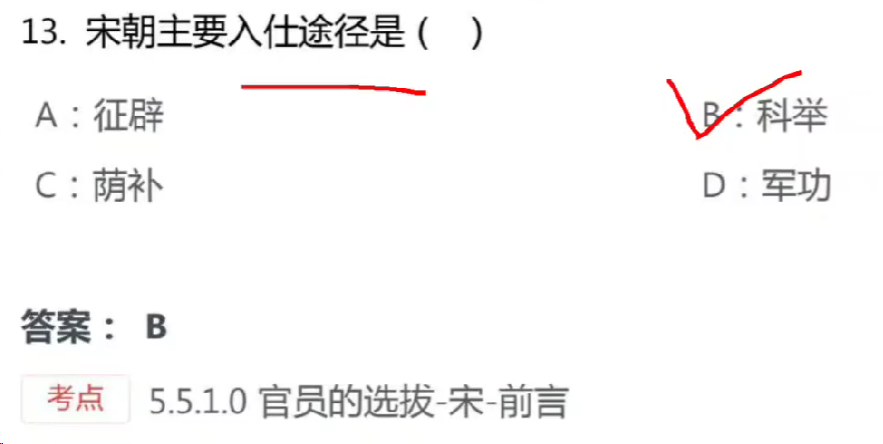 13. 宋朝主要入仕途径是（ ）
A：征辟 B：科举
C：荫补 D：军功
答案： B
考点 5.5.1.0 官员的选拔-宋-前言